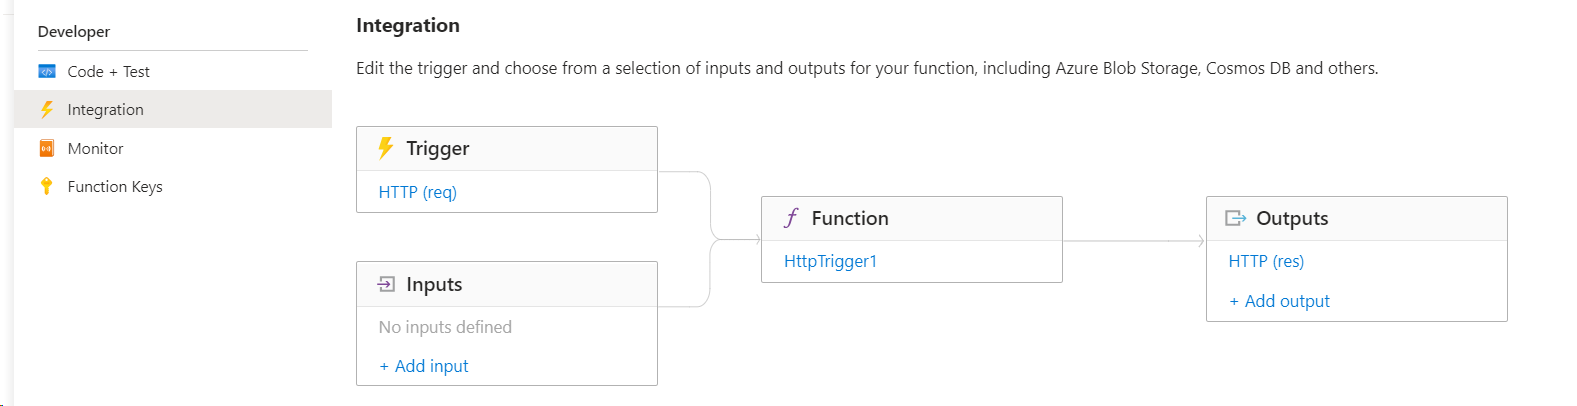 Developer
Code + Test
Integration
Monitor
Function Keys
Integration
Edit the trigger and choose from a selection of inputs and outputs for your function, including Azure Blob Storage, Cosmos DB and others.
Trigger
HTTP (req)
Inputs
No inputs defined
+ Add input
Function
HttpTrigger1
Outputs
HTTP (res)
+ Add output